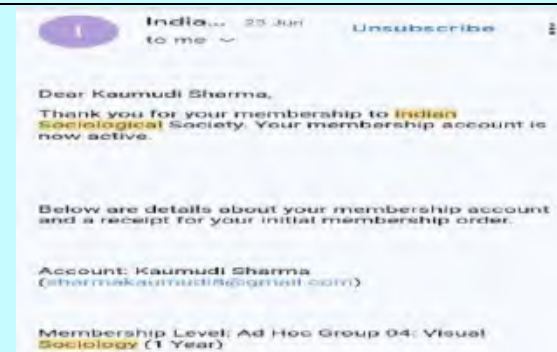 I
India... 23 Jun
Unsubscribe
to me
Dear Kaumudi Sharma,
Thank you for your membership to Indian
Sociological Society. Your membership account is
now active.
Below are details about your membership account
and a receipt for your initial membership order.
Account: Kaumudi Sharma
(sharmakaumudi8@gmail.com)
Membership Level: Ad Hoc Group 04: Visual
Sociology (1 Year)